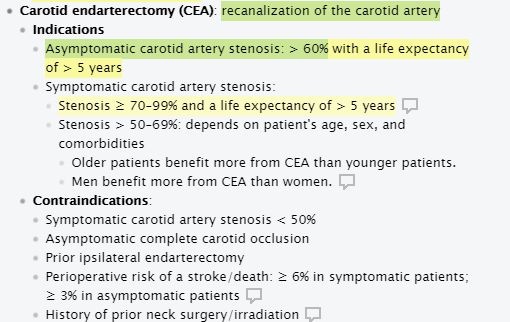 Carotid endarterectomy (CEA): recanalization of the carotid artery
Indications
Asymptomatic carotid artery stenosis: > 60% with a life expectancy
of > 5 years
Symptomatic carotid artery stenosis:
Stenosis ≥ 70–99% and a life expectancy of > 5 years
Stenosis > 50–69%: depends on patient's age, sex, and
comorbidities
Older patients benefit more from CEA than younger patients.
Men benefit more from CEA than women.
Contraindications:
Symptomatic carotid artery stenosis < 50%
Asymptomatic complete carotid occlusion
Prior ipsilateral endarterectomy
Perioperative risk of a stroke/death: ≥ 6% in symptomatic patients;
≥ 3% in asymptomatic patients
History of prior neck surgery/irradiation